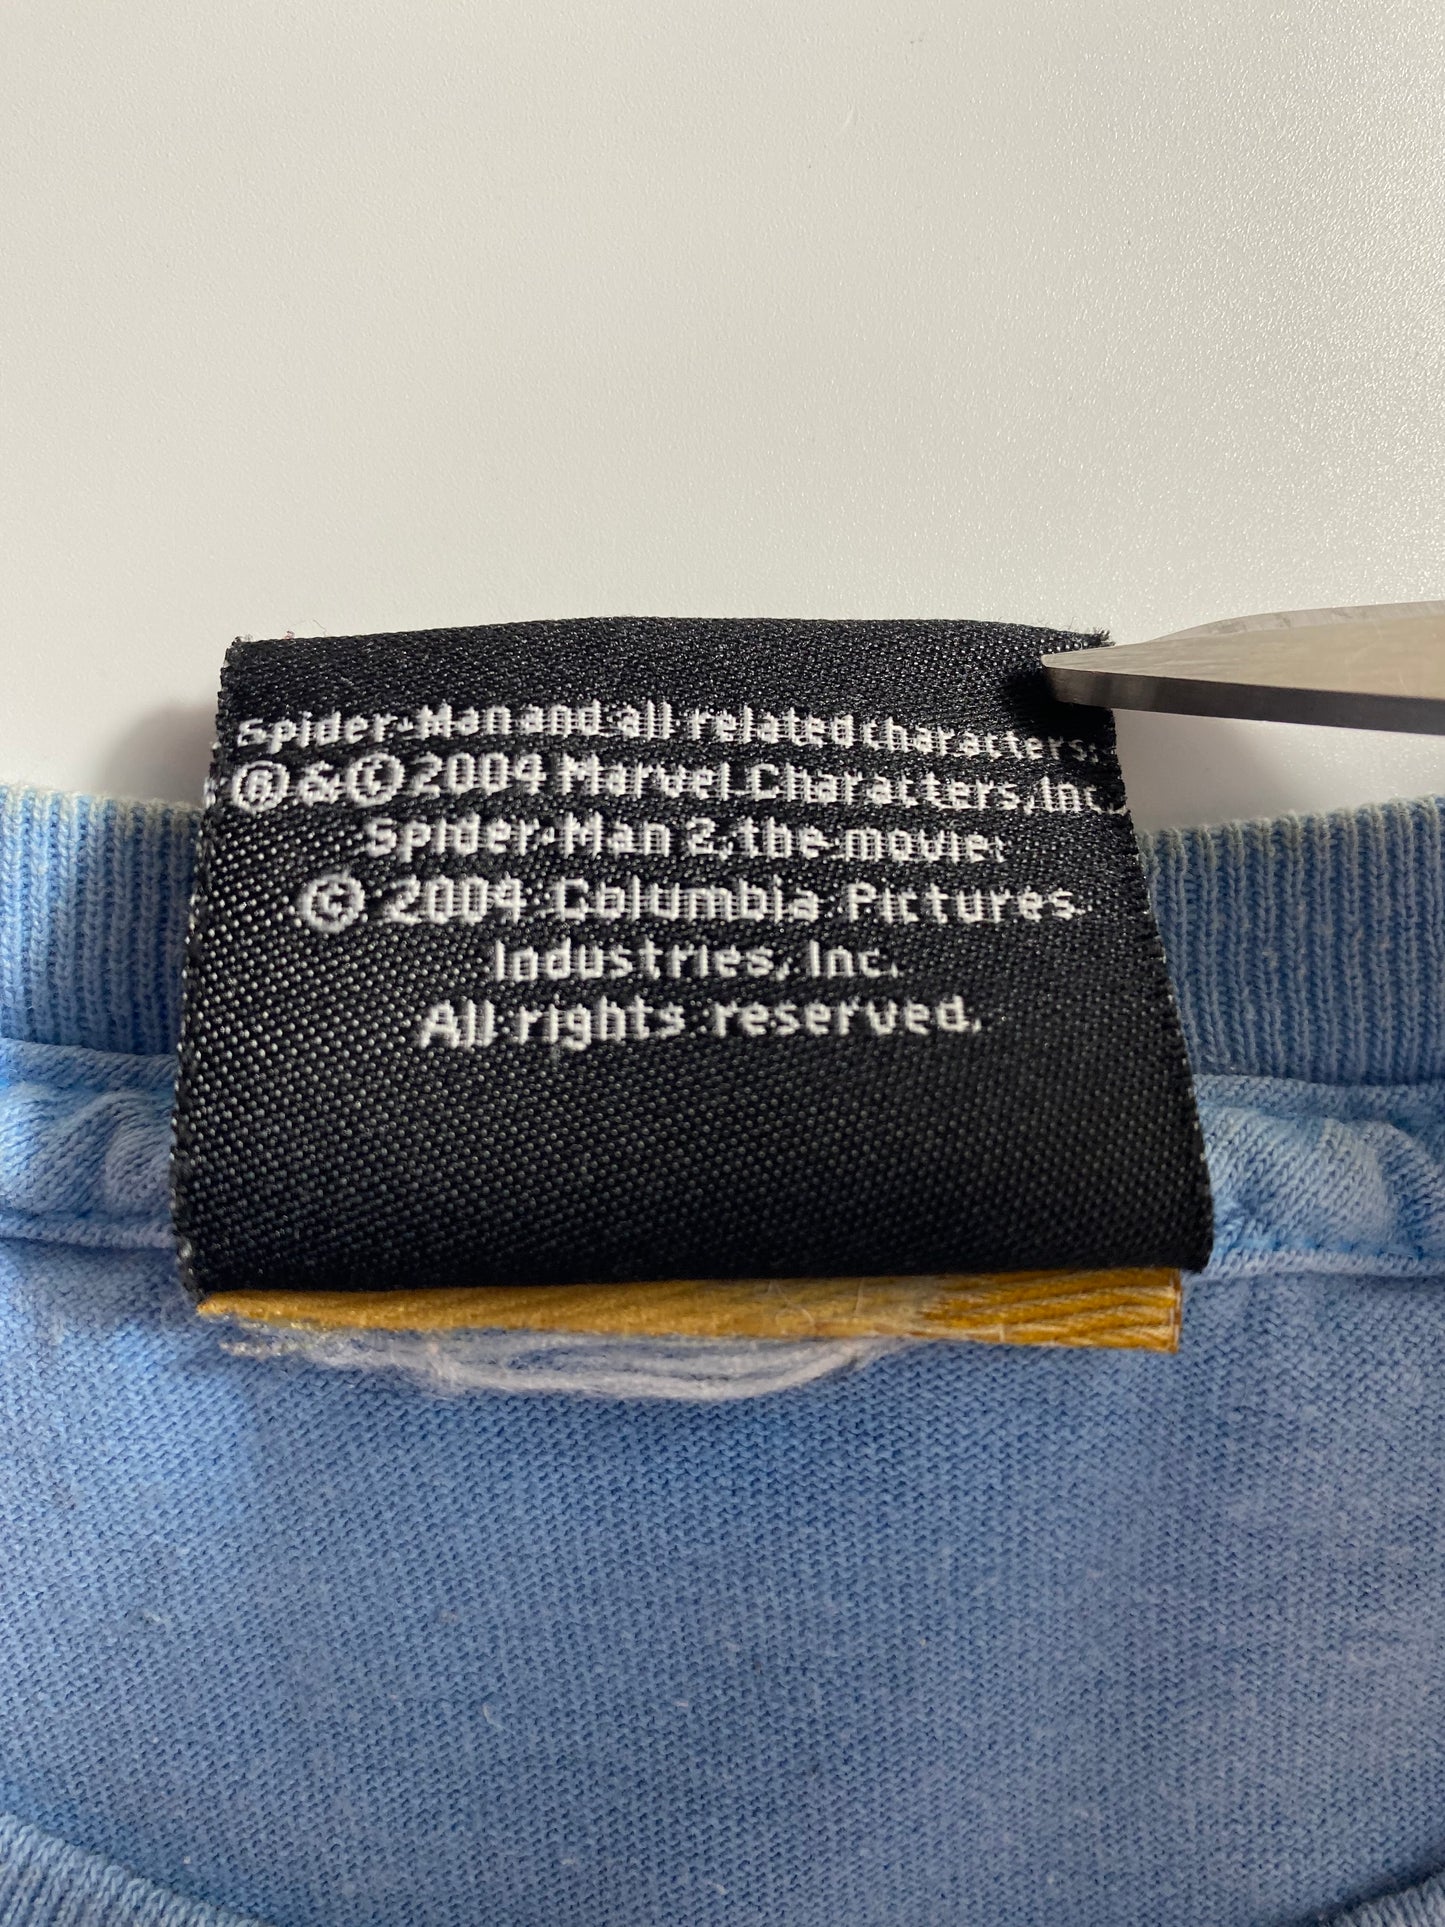 Spider-Man and all related characters:
® & © 2004 Marvel Characters, Inc.
Spider-Man 2, the movie:
© 2004 Columbia Pictures
Industries, Inc.
All rights reserved.